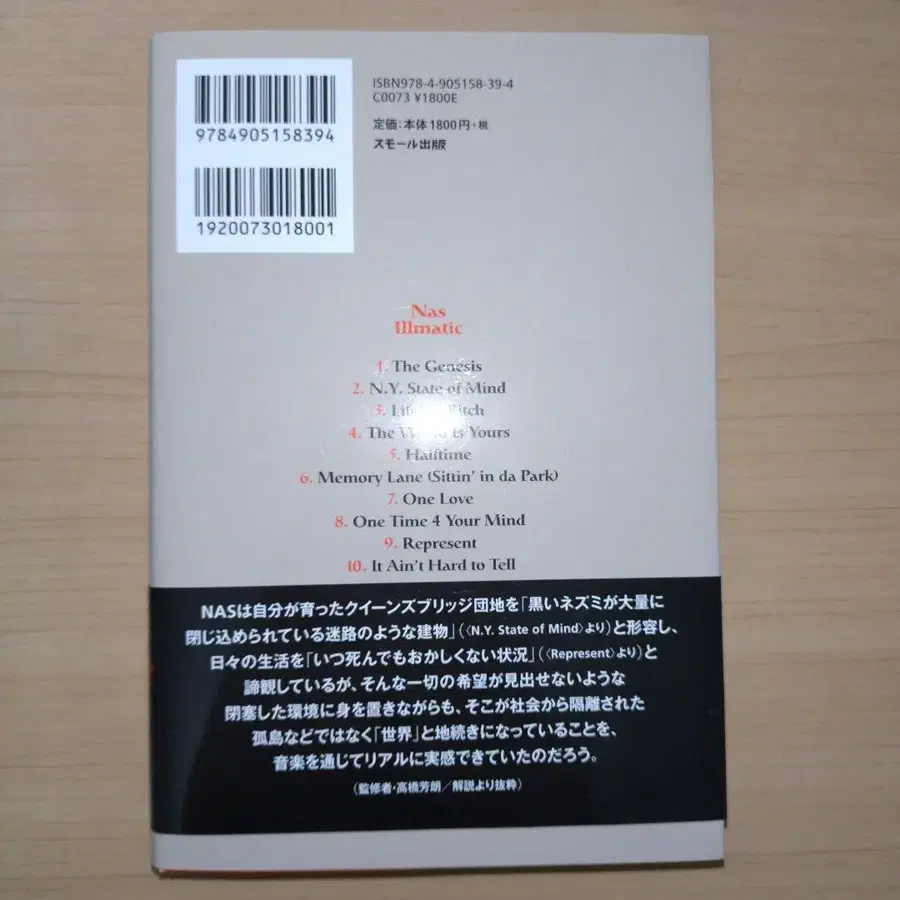 ISBN978-4-905158-39-4
C0073 ¥1800E
定価:本体1800円+税
スモール出版
9784905158394
1920073018001
Nas
Illmatic
1. The Genesis
2. N.Y. State of Mind
3.
4. The Is Yours
5. Halftime
6. Memory Lane (Sittin' in da Park)
7. One Love
8. One Time 4 Your Mind
9. Represent
10. It Ain't Hard to Tell
NASは自分が育ったクイーンズブリッジ団地を「黒いネズミが大量に
閉じ込められている迷路のような建物」(〈N.Y. State of Mind〉より)と形容し、
日々の生活を「いつ死んでもおかしくない状況」(〈Represent〉より)と
諦観しているが、そんな一切の希望が見出せないような
閉塞した環境に身を置きながらも、そこが社会から隔離された
孤島などではなく「世界」と地続きになっていることを、
音楽を通じてリアルに実感できていたのだろう。
(監修者・高橋芳朗/解説より抜粋)